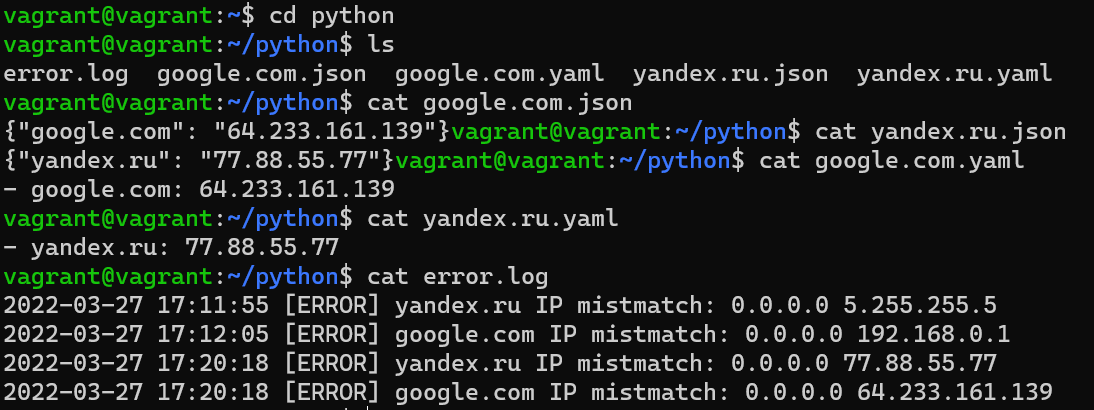 vagrant@vagrant:~$ cd python
vagrant@vagrant:~/python$ ls
error.log  google.com.json  google.com.yaml  yandex.ru.json  yandex.ru.yaml
vagrant@vagrant:~/python$ cat google.com.json
{"google.com": "64.233.161.139"}vagrant@vagrant:~/python$ cat yandex.ru.json
{"yandex.ru": "77.88.55.77"}vagrant@vagrant:~/python$ cat google.com.yaml
- google.com: 64.233.161.139
vagrant@vagrant:~/python$ cat yandex.ru.yaml
- yandex.ru: 77.88.55.77
vagrant@vagrant:~/python$ cat error.log
2022-03-27 17:11:55 [ERROR] yandex.ru IP mistmatch: 0.0.0.0 5.255.255.5
2022-03-27 17:12:05 [ERROR] google.com IP mistmatch: 0.0.0.0 192.168.0.1
2022-03-27 17:20:18 [ERROR] yandex.ru IP mistmatch: 0.0.0.0 77.88.55.77
2022-03-27 17:20:18 [ERROR] google.com IP mistmatch: 0.0.0.0 64.233.161.139